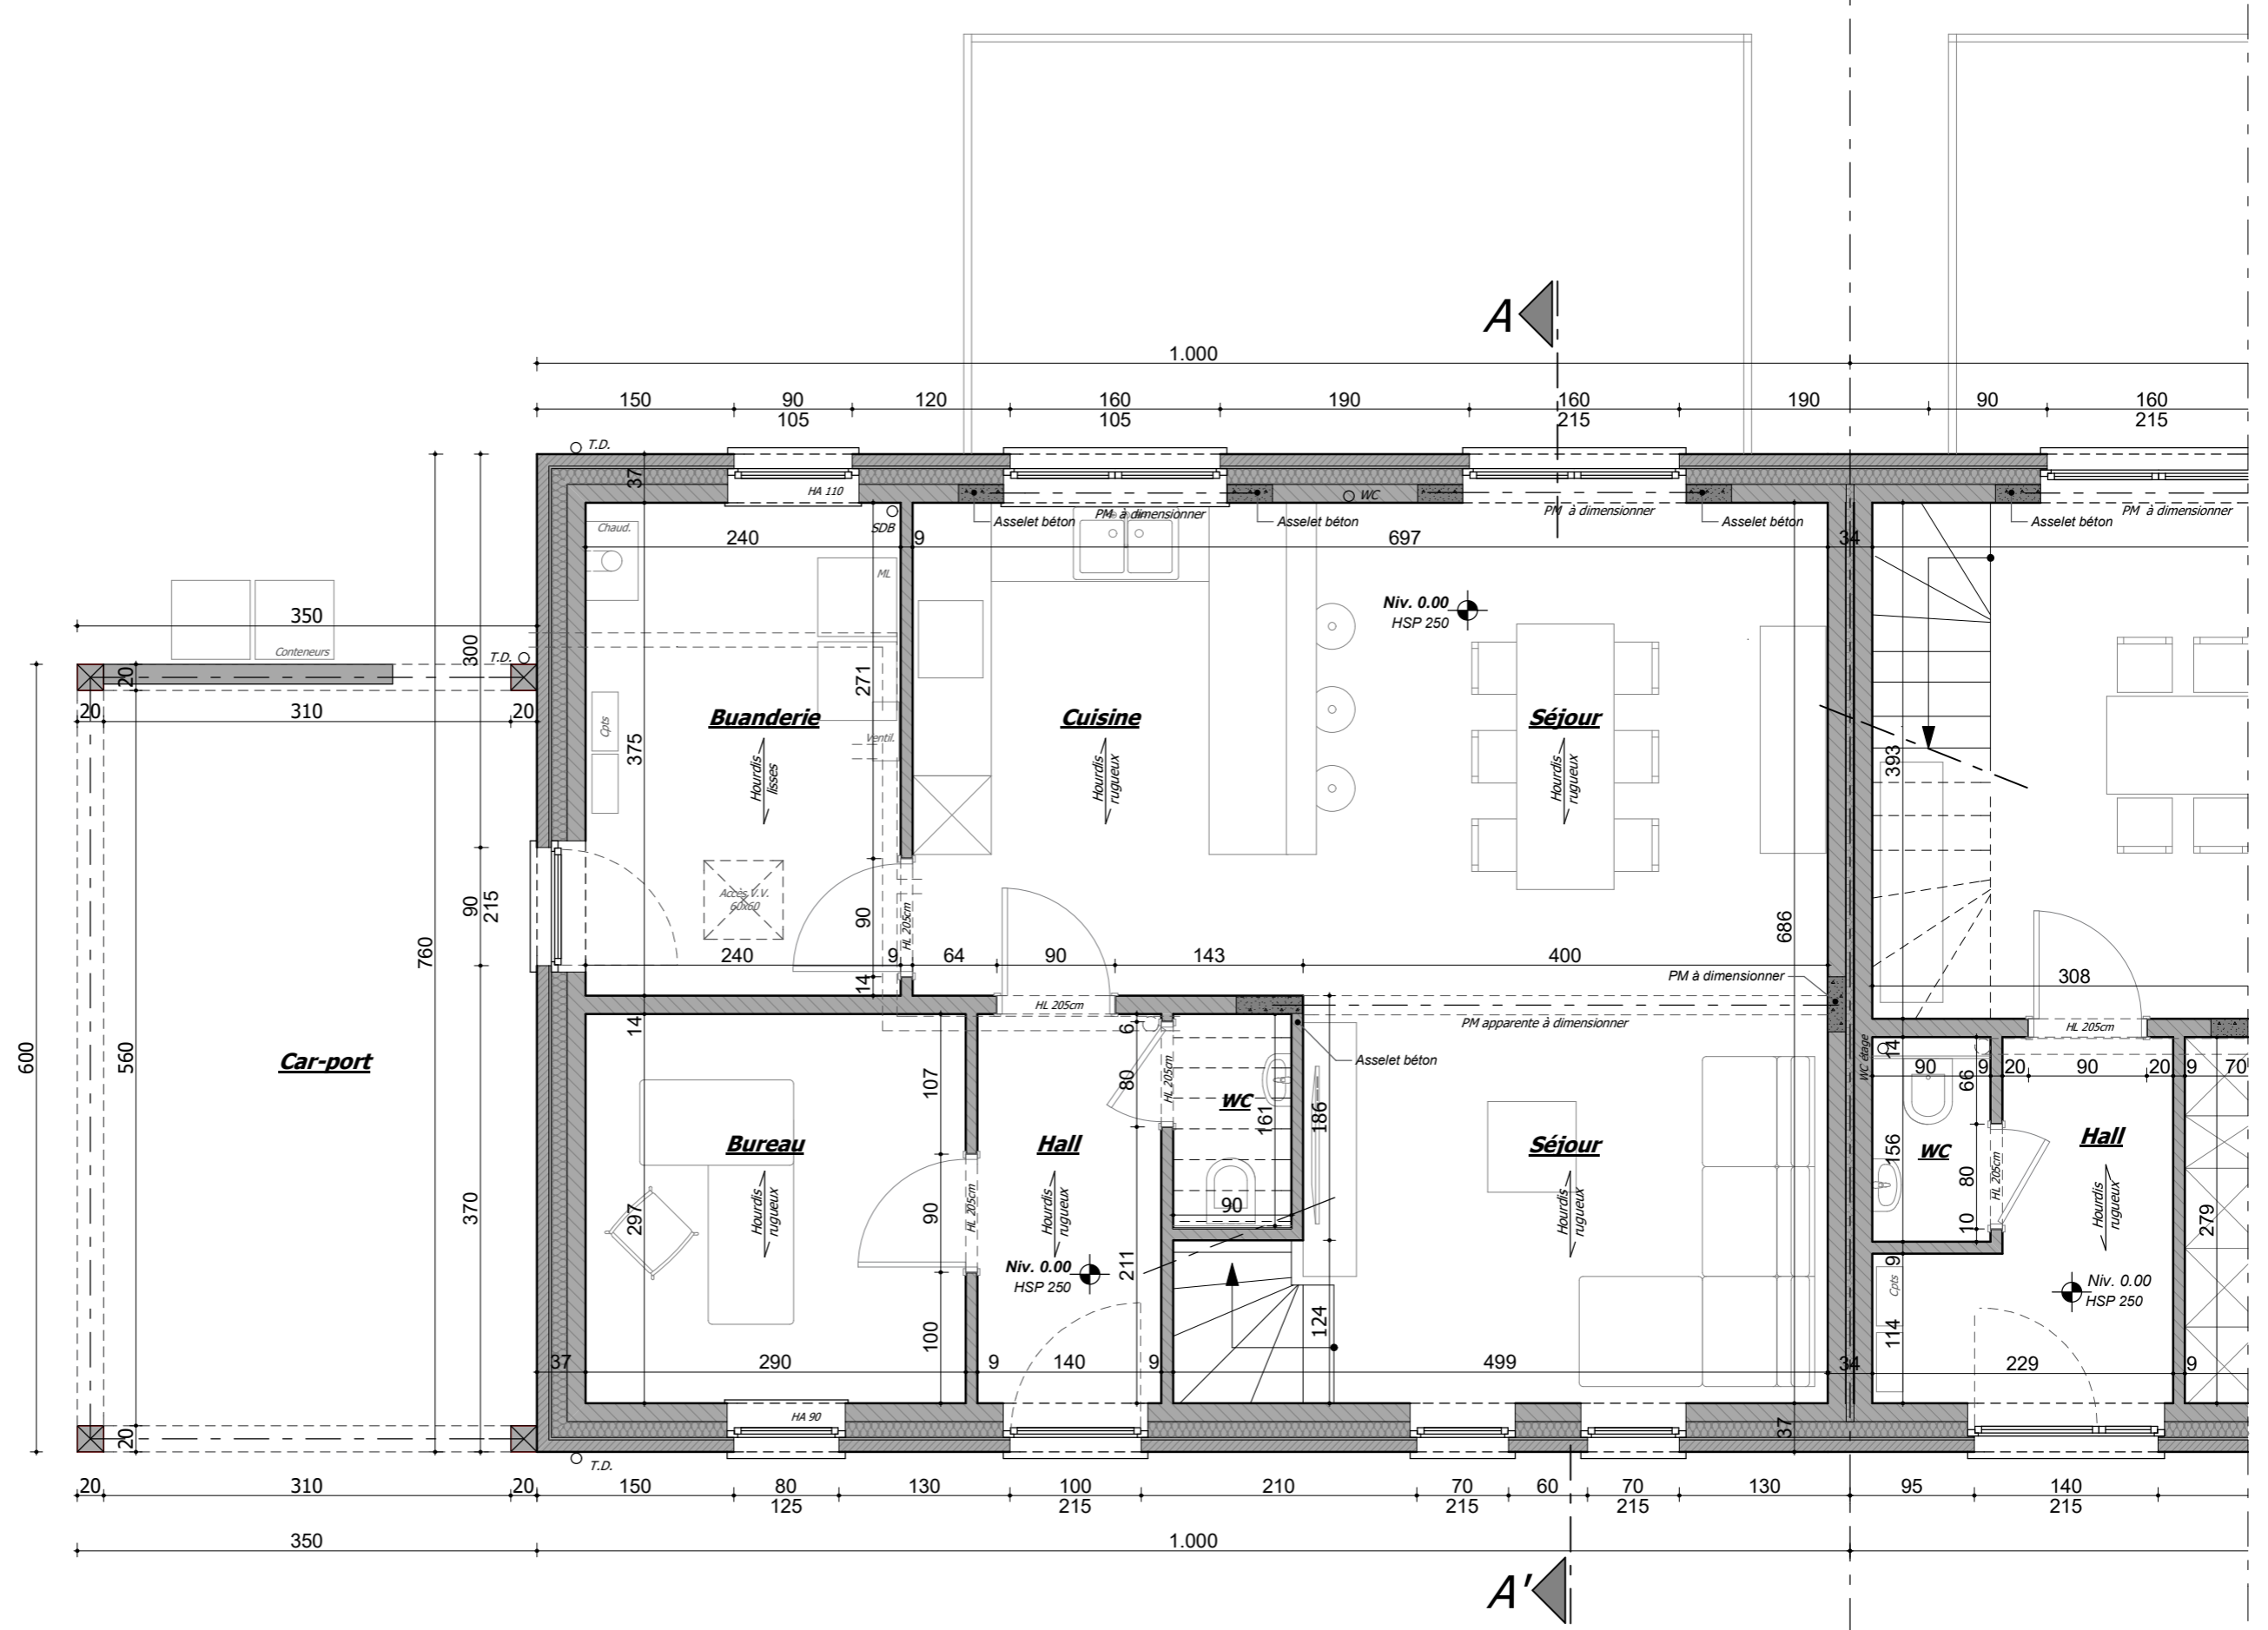 A
1.000
150
90
120
160
190
160
190
90
160
105
105
215
215
T.D.
37
HA 110
WC
Chaud.
SDB
Asselet béton
PM à dimensionner
Asselet béton
PM à dimensionner
Asselet béton
Asselet béton
PM à dimensionner
240
9
697
34
ML
Niv. 0.00
HSP 250
350
Conteneurs
T.D.
300
20
20
310
20
271
Buanderie
Cuisine
Séjour
Cpts
Ventil.
375
Hourdis
lisses
Hourdis
rugueux
Hourdis
rugueux
393
Accès V.V.
60x60
90
215
90
HL 205cm
760
686
240
9
64
90
143
400
14
PM à dimensionner
308
HL 205cm
14
6
PM apparente à dimensionner
HL 205cm
Asselet béton
WC étage
14
90
9
20
90
20
9
70
66
600
560
Car-port
107
80
HL 205cm
WC
161
186
Bureau
Hall
Séjour
156
WC
80
HL 205cm
Hall
370
297
Hourdis
rugueux
90
HL 205cm
Hourdis
rugueux
90
Hourdis
rugueux
10
Hourdis
rugueux
279
Niv. 0.00
HSP 250
211
9
Cpts
Niv. 0.00
HSP 250
100
124
114
37
290
9
140
9
499
34
229
9
HA 90
20
37
T.D.
20
310
20
150
80
130
100
210
70
60
70
130
95
140
125
215
215
215
215
350
1.000
A'